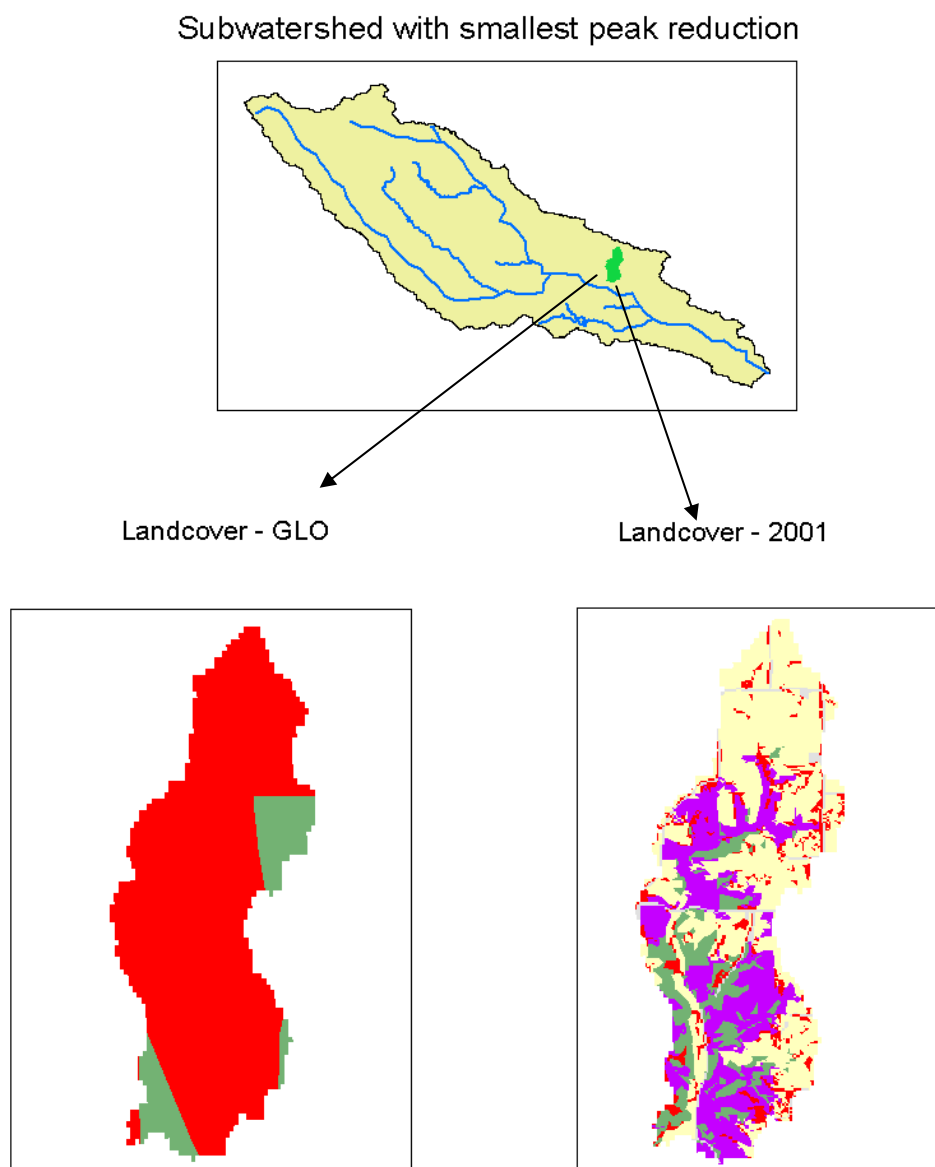 Subwatershed with smallest peak reduction
Landcover - GLO
Landcover - 2001